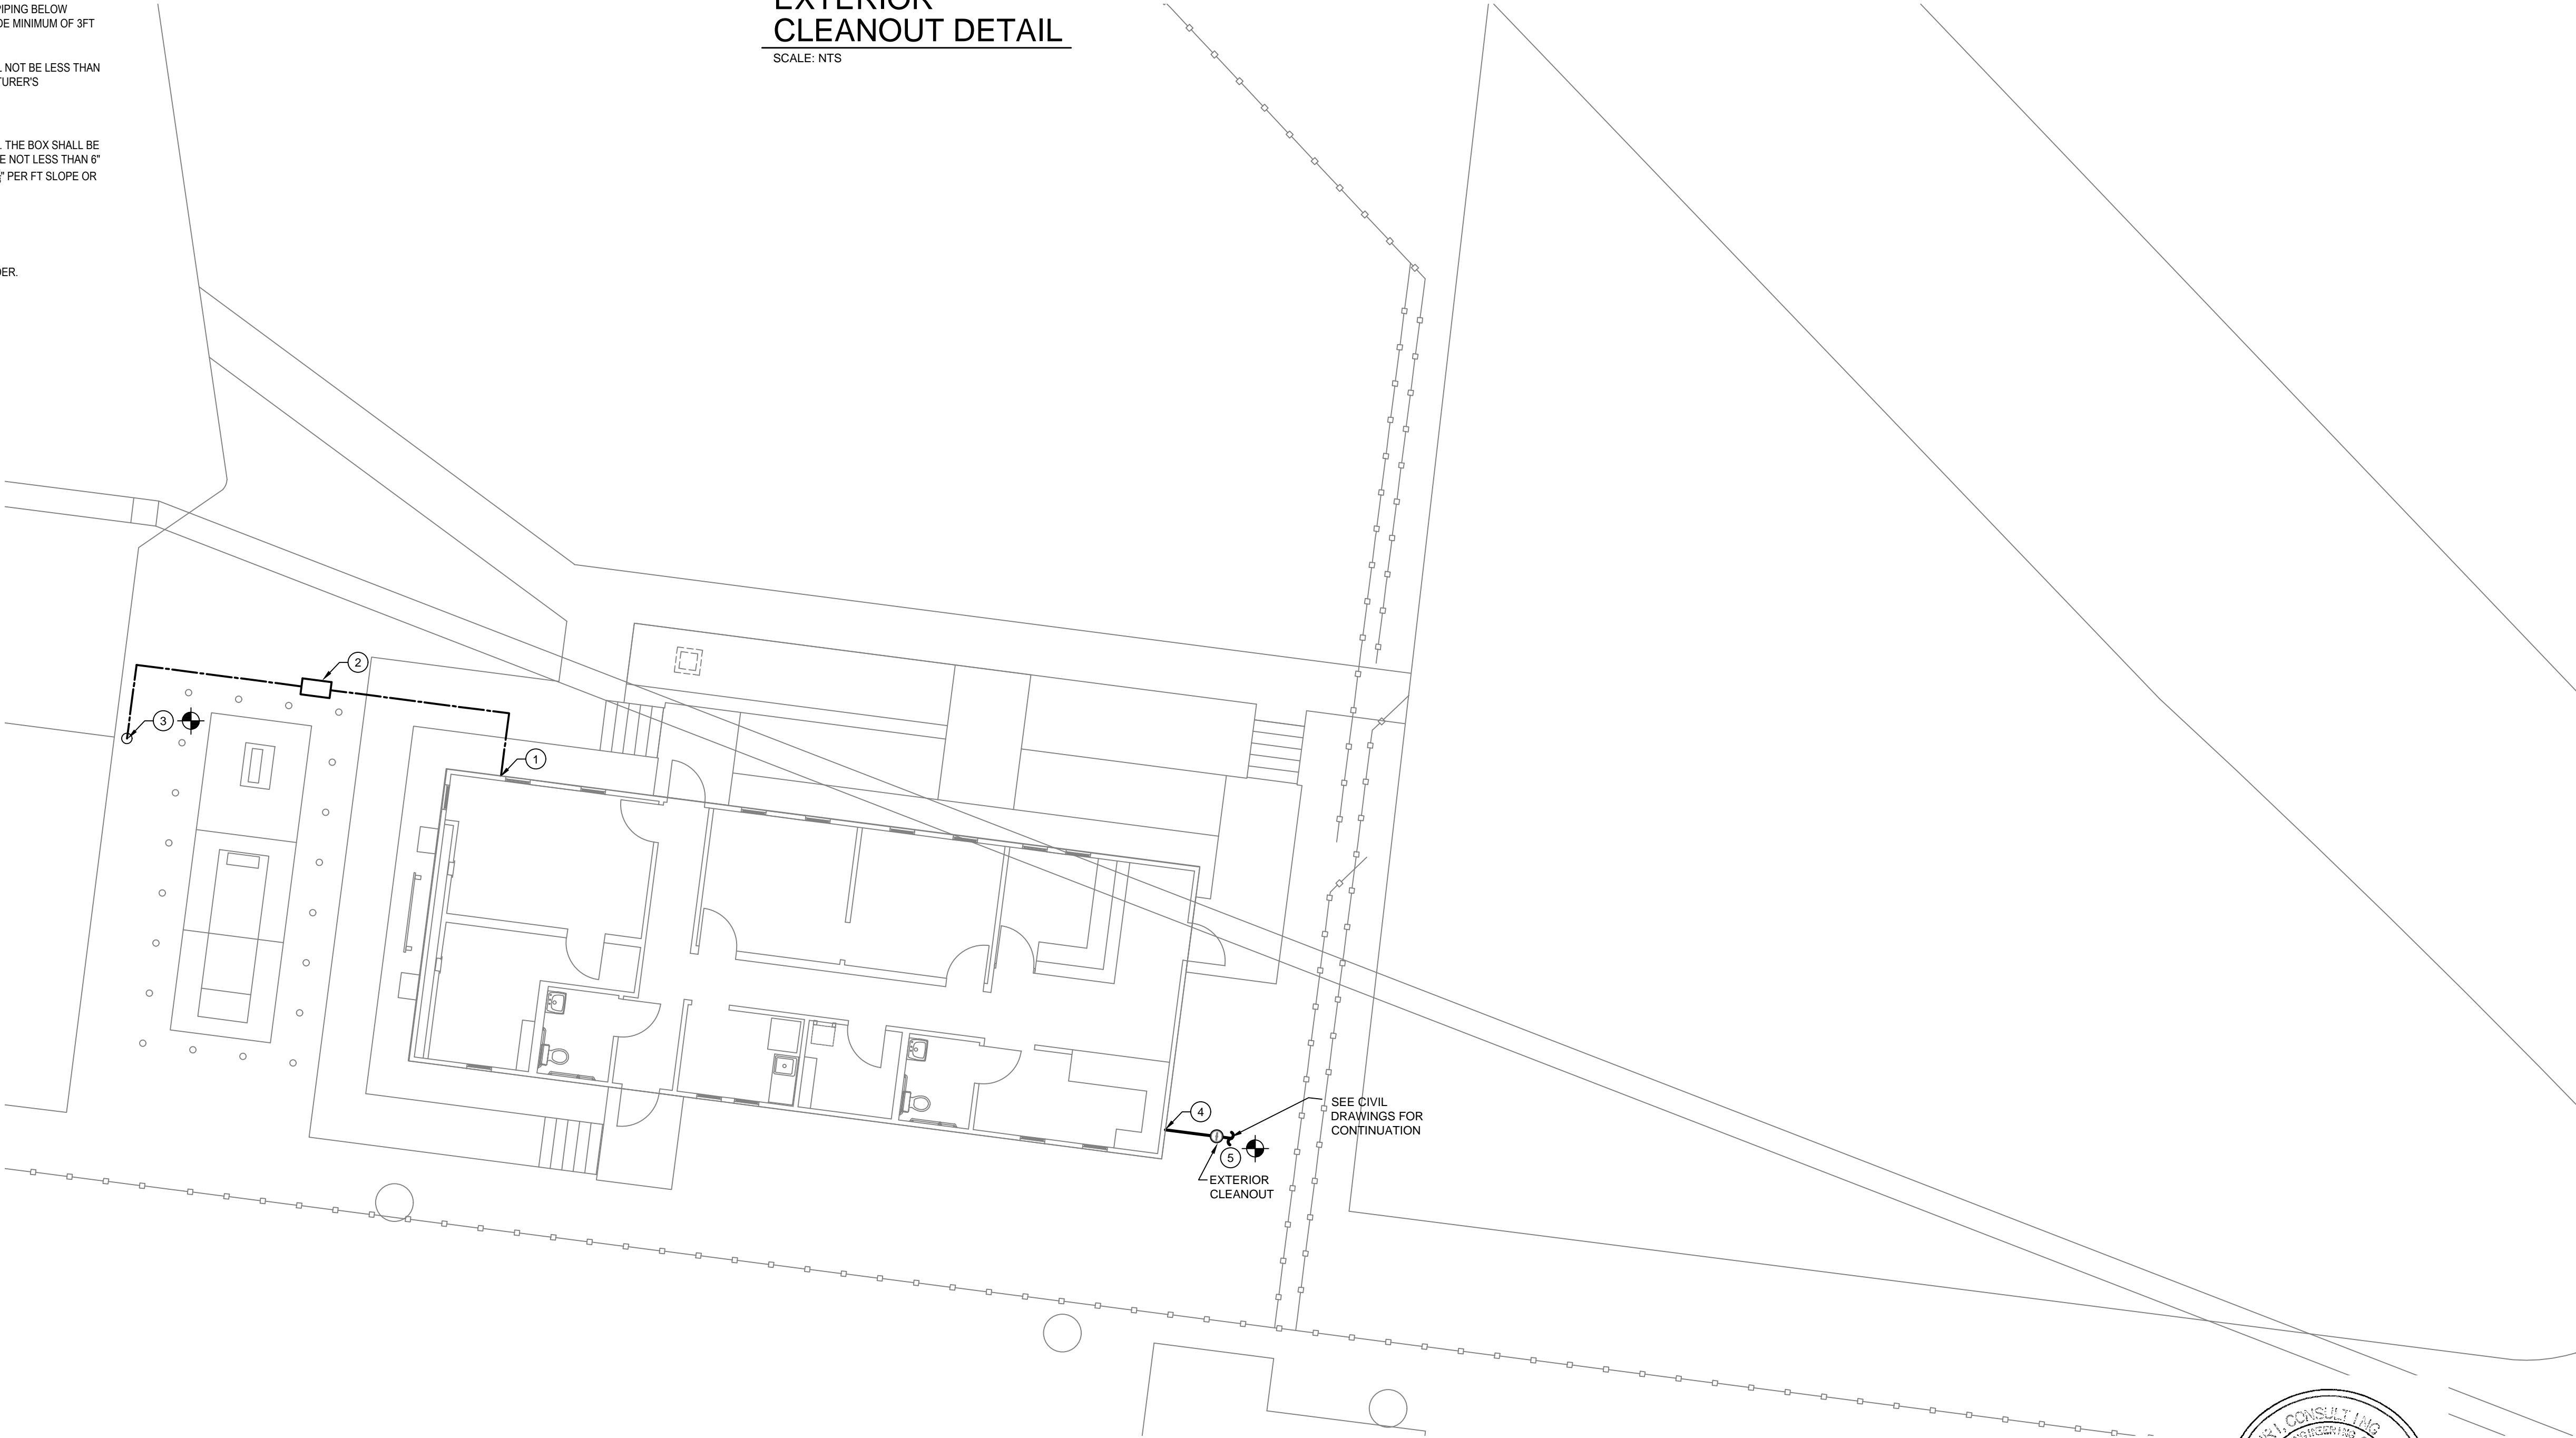 PIPING BELOW
DE MINIMUM OF 3FT
NOT BE LESS THAN
TURER'S
THE BOX SHALL BE
E NOT LESS THAN 6"
" PER FT SLOPE OR
DER.
EXTERIOR
CLEANOUT DETAIL
SCALE: NTS
2
3
1
4
5
SEE CIVIL
DRAWINGS FOR
CONTINUATION
EXTERIOR
CLEANOUT
CONSULTING